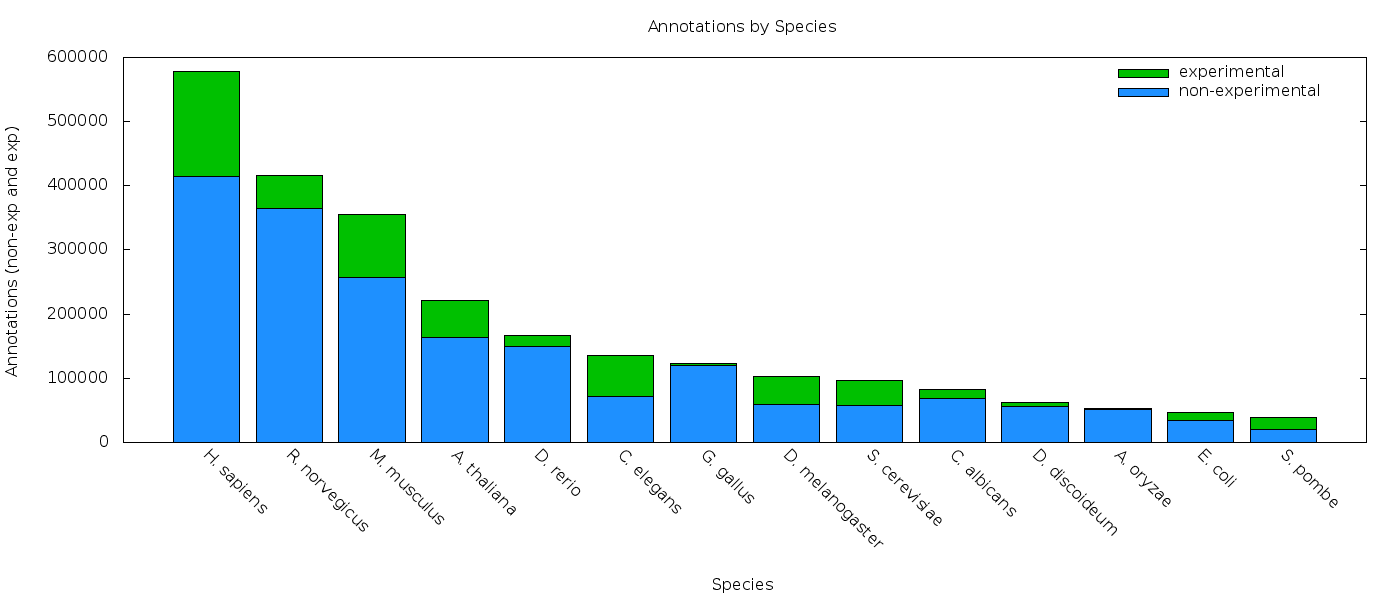 Annotations by Species
experimental
non-experimental
Annotations (non-exp and exp)
600000
500000
400000
300000
200000
100000
0
H. sapiens
R. norvegicus
M. musculus
A. thaliana
D. rerio
C. elegans
G. gallus
D. melanogaster
S. cerevisiae
C. albicans
D. discoideum
A. oryzae
E. coli
S. pombe
Species